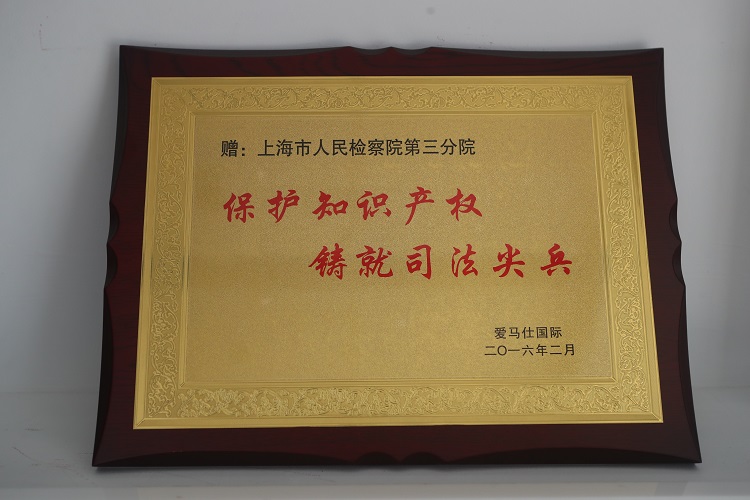 赠：上海市人民检察院第三分院
保护知识产权
铸就司法尖兵
爱马仕国际
二〇一六年二月